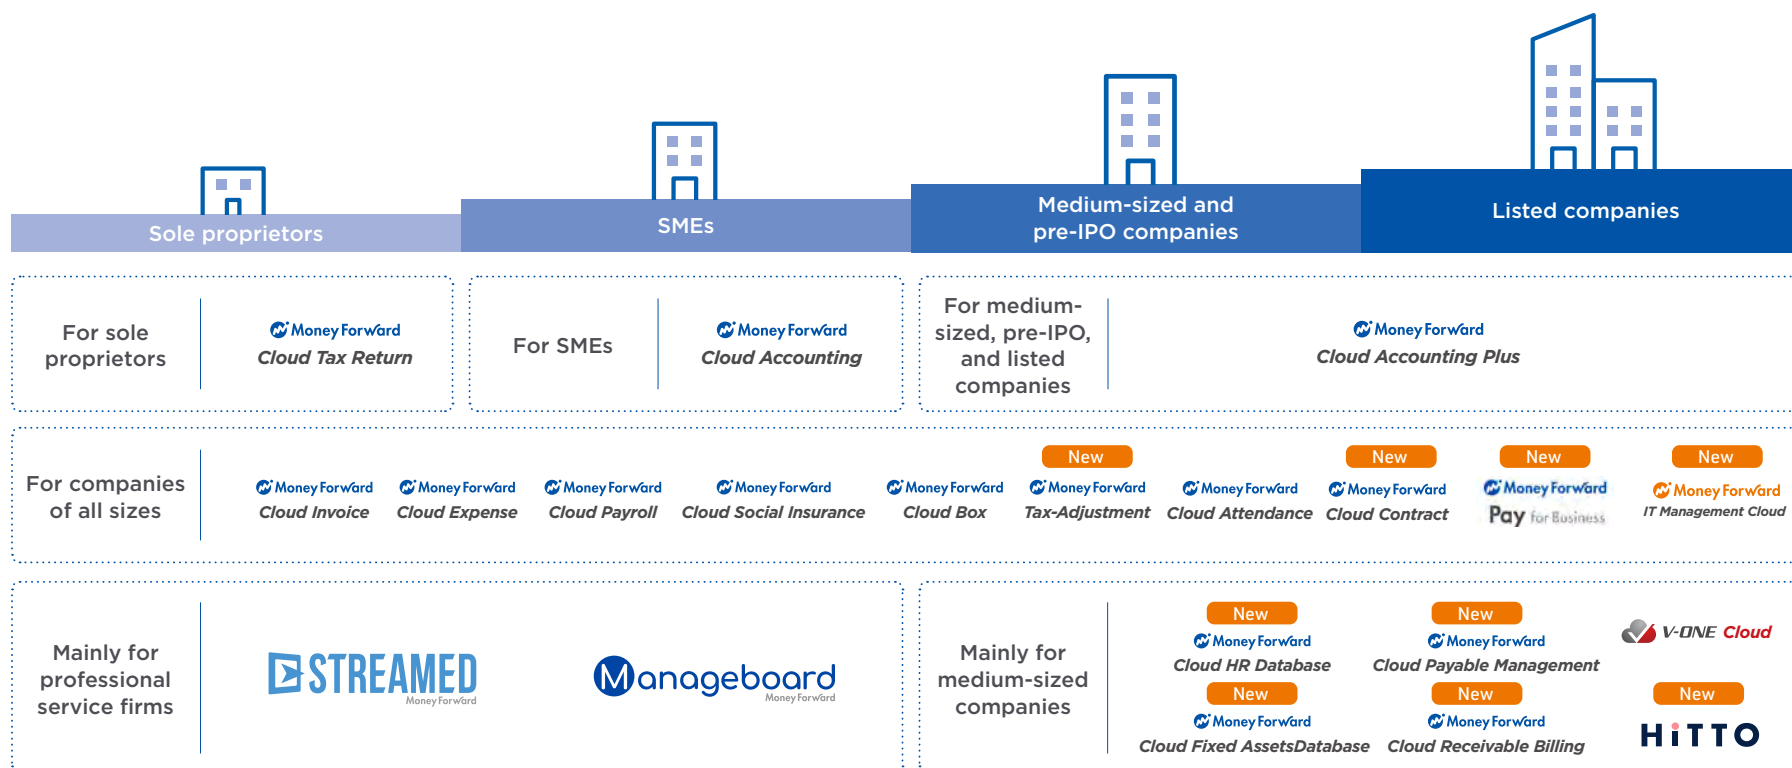 Sole proprietors
SMEs
Medium-sized and
pre-IPO companies
Listed companies
For sole
proprietors
Money Forward
Cloud Tax Return
For SMEs
Money Forward
Cloud Accounting
For medium-
sized, pre-IPO,
and listed
companies
Money Forward
Cloud Accounting Plus
For companies
of all sizes
Money Forward
Cloud Invoice
Money Forward
Cloud Expense
Money Forward
Cloud Payroll
Money Forward
Cloud Social Insurance
Money Forward
Cloud Box
New
Money Forward
Tax-Adjustment
Money Forward
Cloud Attendance
New
Money Forward
Cloud Contract
New
Money Forward
Pay for Business
New
Money Forward
IT Management Cloud
Mainly for
professional
service firms
STREAMED
Money Forward
Manageboard
Money Forward
Mainly for
medium-sized
companies
New
Money Forward
Cloud HR Database
New
Money Forward
Cloud Payable Management
V-ONE Cloud
New
Money Forward
Cloud Fixed AssetsDatabase
New
Money Forward
Cloud Receivable Billing
New
HiTTO